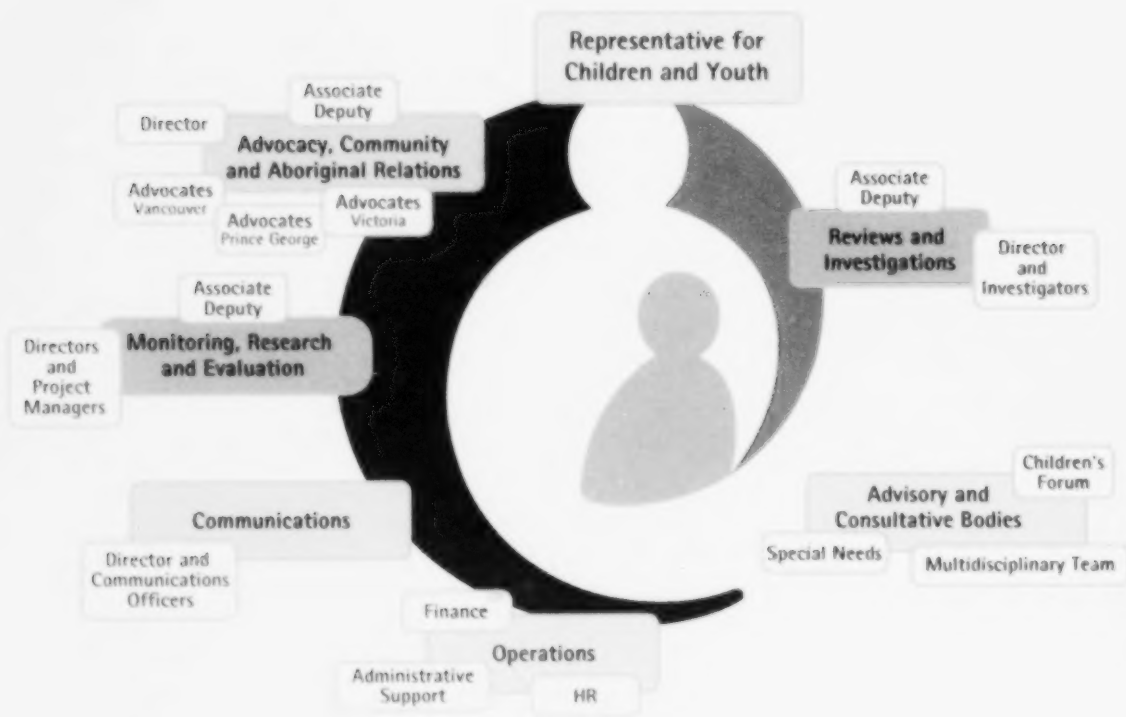 Representative for
Children and Youth
Associate
Deputy
Director
Advocacy, Community
and Aboriginal Relations
Advocates
Vancouver
Advocates
Prince George
Advocates
Victoria
Associate
Deputy
Reviews and
Investigations
Director
and
Investigators
Associate
Deputy
Directors
and
Project
Managers
Monitoring, Research
and Evaluation
Communications
Director and
Communications
Officers
Children's
Forum
Advisory and
Consultative Bodies
Special Needs
Multidisciplinary Team
Finance
Operations
Administrative
Support
HR